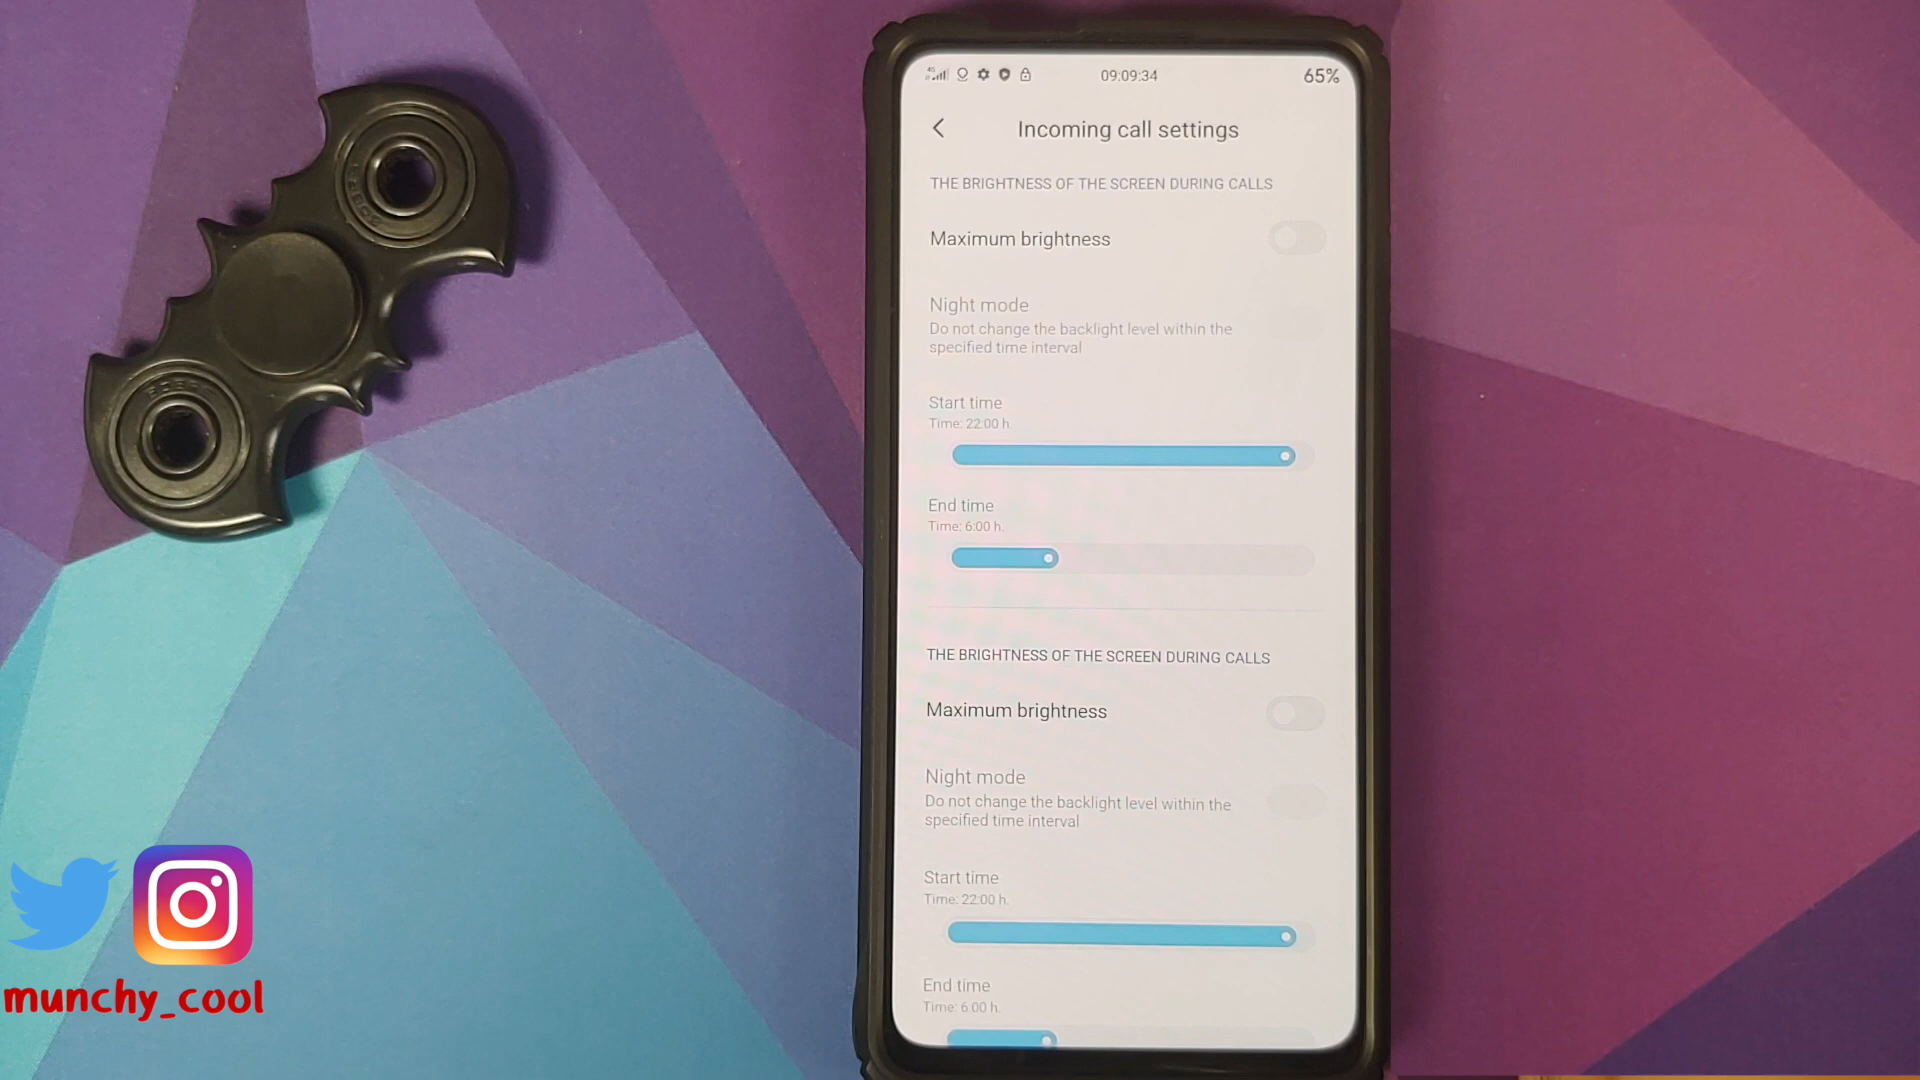 09:09:34
65%
Incoming call settings
THE BRIGHTNESS OF THE SCREEN DURING CALLS
Maximum brightness
Night mode
Do not change the backlight level within the
specified time interval
Start time
Time: 22:00 h.
End time
Time: 6:00 h.
THE BRIGHTNESS OF THE SCREEN DURING CALLS
Maximum brightness
Night mode
Do not change the backlight level within the
specified time interval
Start time
Time: 22:00 h.
End time
Time: 6:00 h.
munchy_cool